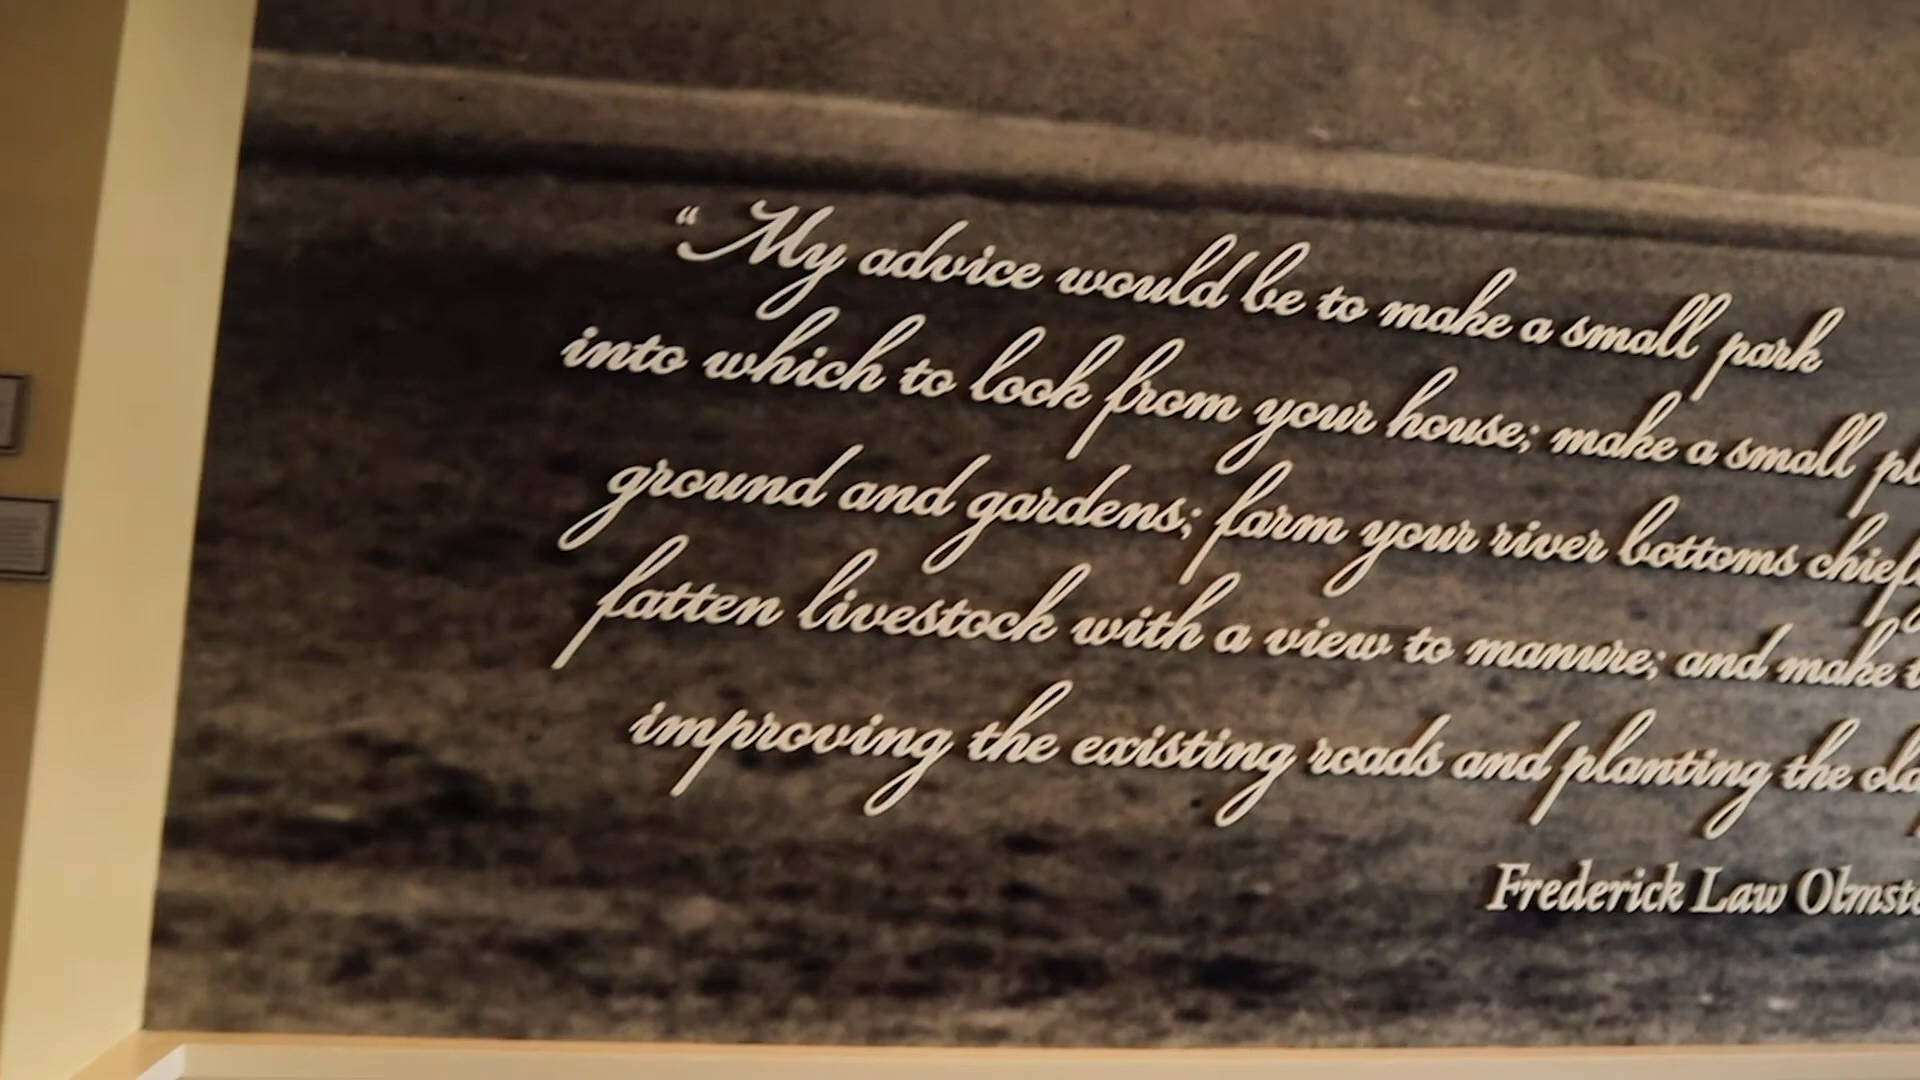 “My advice would be to make a small park
into which to look from your house; make a small
ground and gardens; farm your river bottoms
fatten livestock with a view to manure; and make
improving the existing roads and planting the
Frederick Law